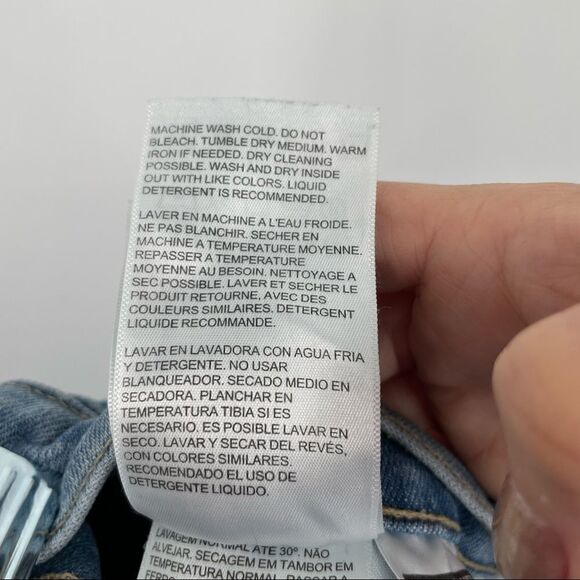 MACHINE WASH COLD. DO NOT
BLEACH. TUMBLE DRY MEDIUM. WARM
IRON IF NEEDED. DRY CLEANING
POSSIBLE. WASH AND DRY INSIDE
OUT WITH LIKE COLORS. LIQUID
DETERGENT IS RECOMMENDED.
LAVER EN MACHINE A L'EAU FROIDE.
NE PAS BLANCHIR. SECHER EN
MACHINE A TEMPERATURE MOYENNE.
REPASSER A TEMPERATURE
MOYENNE AU BESOIN. NETTOYAGE A
SEC POSSIBLE. LAVER ET SECHER LE
PRODUIT RETOURNE, AVEC DES
COULEURS SIMILAIRES. DETERGENT
LIQUIDE RECOMMANDE.
LAVAR EN LAVADORA CON AGUA FRIA
Y DETERGENTE. NO USAR
BLANQUEADOR. SECADO MEDIO EN
SECADORA. PLANCHAR EN
TEMPERATURA TIBIA SI ES
NECESARIO. ES POSIBLE LAVAR EN
SECO. LAVAR Y SECAR DEL REVÉS,
CON COLORES SIMILARES.
RECOMENDADO EL USO DE
DETERGENTE LIQUIDO.
LAVAGEM NORMAL ATE 30º. NÃO
ALVEJAR. SECAGEM EM TAMBOR EM
TEMPERATURA NORMAL. PASSAR A